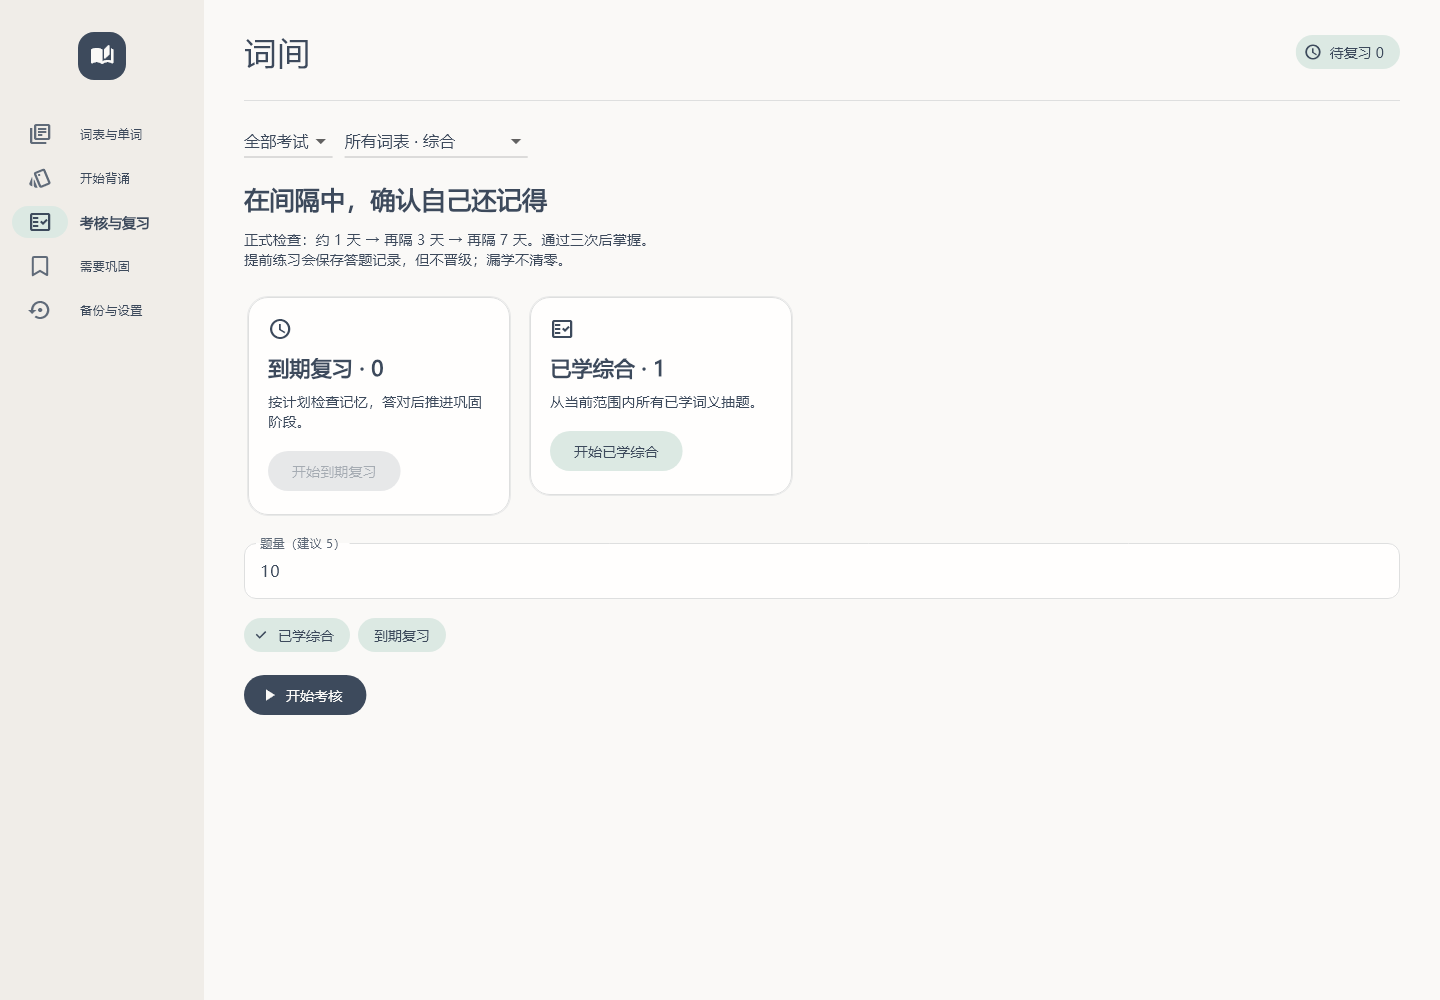 词间
待复习 0
词表与单词
开始背诵
考核与复习
需要巩固
备份与设置
全部考试
所有词表 · 综合
在间隔中，确认自己还记得
正式检查：约 1 天 → 再隔 3 天 → 再隔 7 天。通过三次后掌握。
提前练习会保存答题记录，但不晋级；漏学不清零。
到期复习 · 0
按计划检查记忆，答对后推进巩固
阶段。
开始到期复习
已学综合 · 1
从当前范围内所有已学词义抽题。
开始已学综合
题量（建议 5）
10
已学综合
到期复习
开始考核